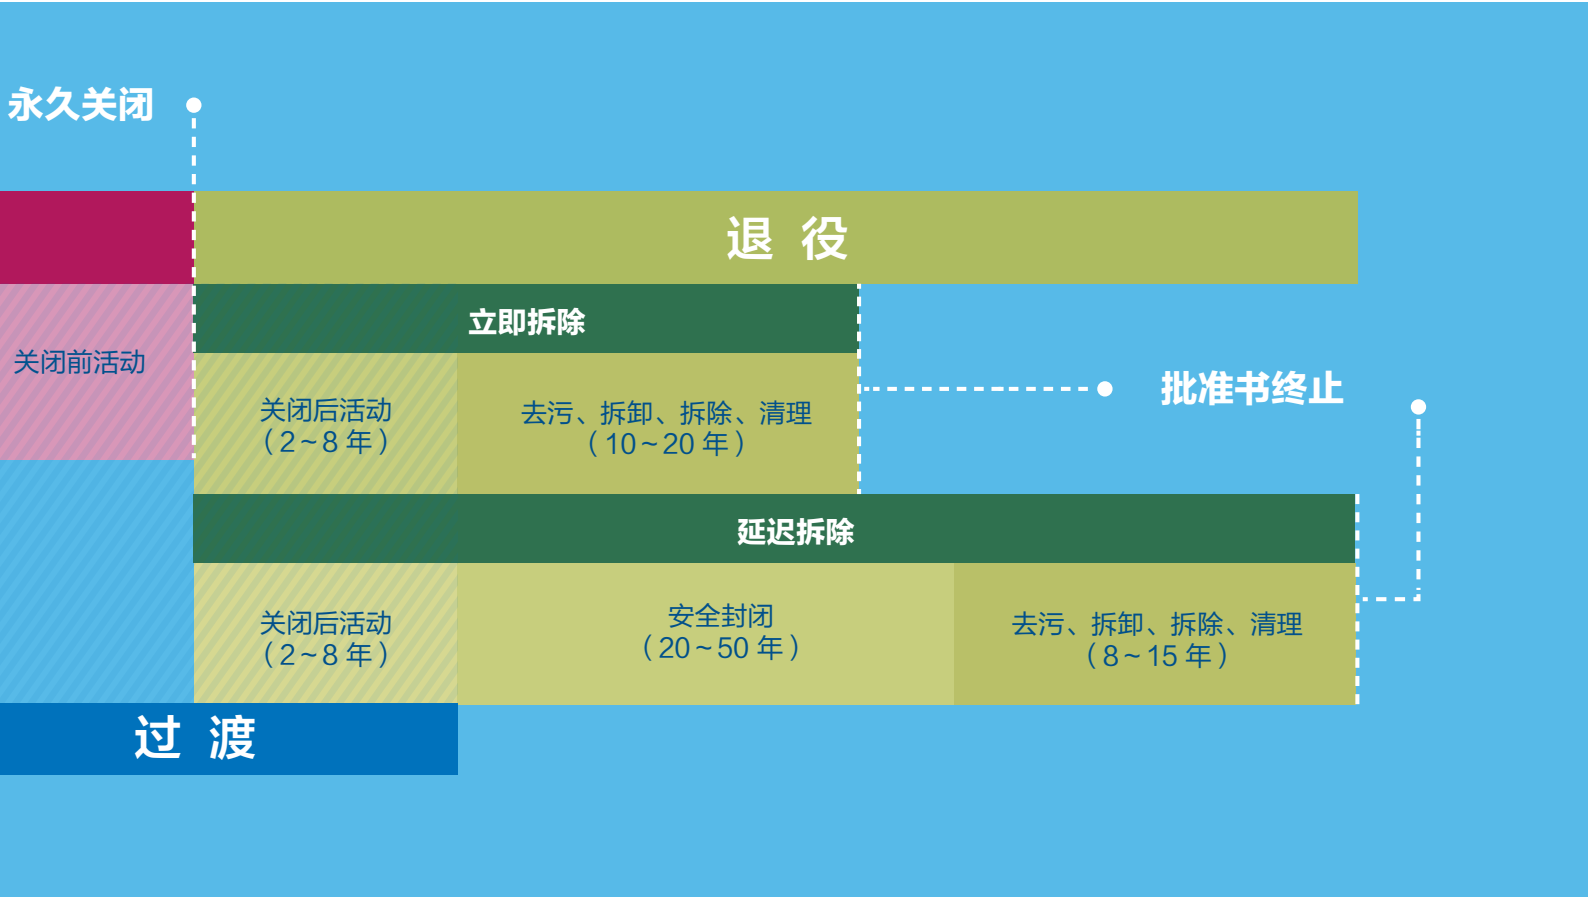 永久关闭
退 役
立即拆除
关闭前活动
批准书终止
关闭后活动
（2~8 年）
去污、拆卸、拆除、清理
（10~20 年）
延迟拆除
关闭后活动
（2~8 年）
安全封闭
（20~50 年）
去污、拆卸、拆除、清理
（8~15 年）
过 渡